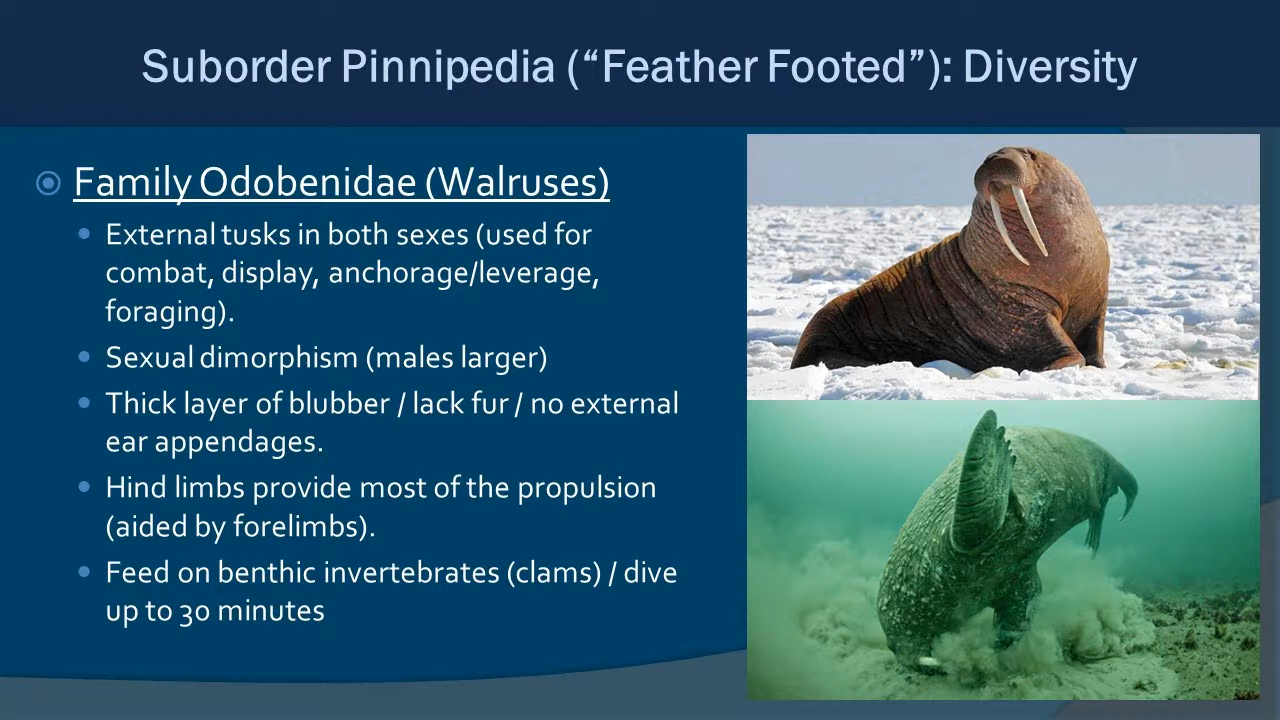 Suborder Pinnipedia (“Feather Footed”): Diversity
Family Odobenidae (Walruses)
External tusks in both sexes (used for
combat, display, anchorage/leverage,
foraging).
Sexual dimorphism (males larger)
Thick layer of blubber / lack fur / no external
ear appendages.
Hind limbs provide most of the propulsion
(aided by forelimbs).
Feed on benthic invertebrates (clams) / dive
up to 30 minutes